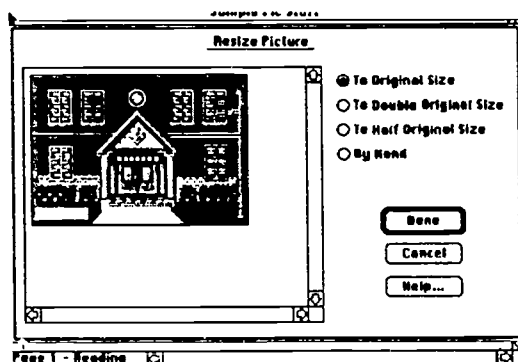 Resize Picture
To Original Size
To Double Original Size
To Half Original Size
By Hand
Done
Cancel
Help...
Page 1 - Heading